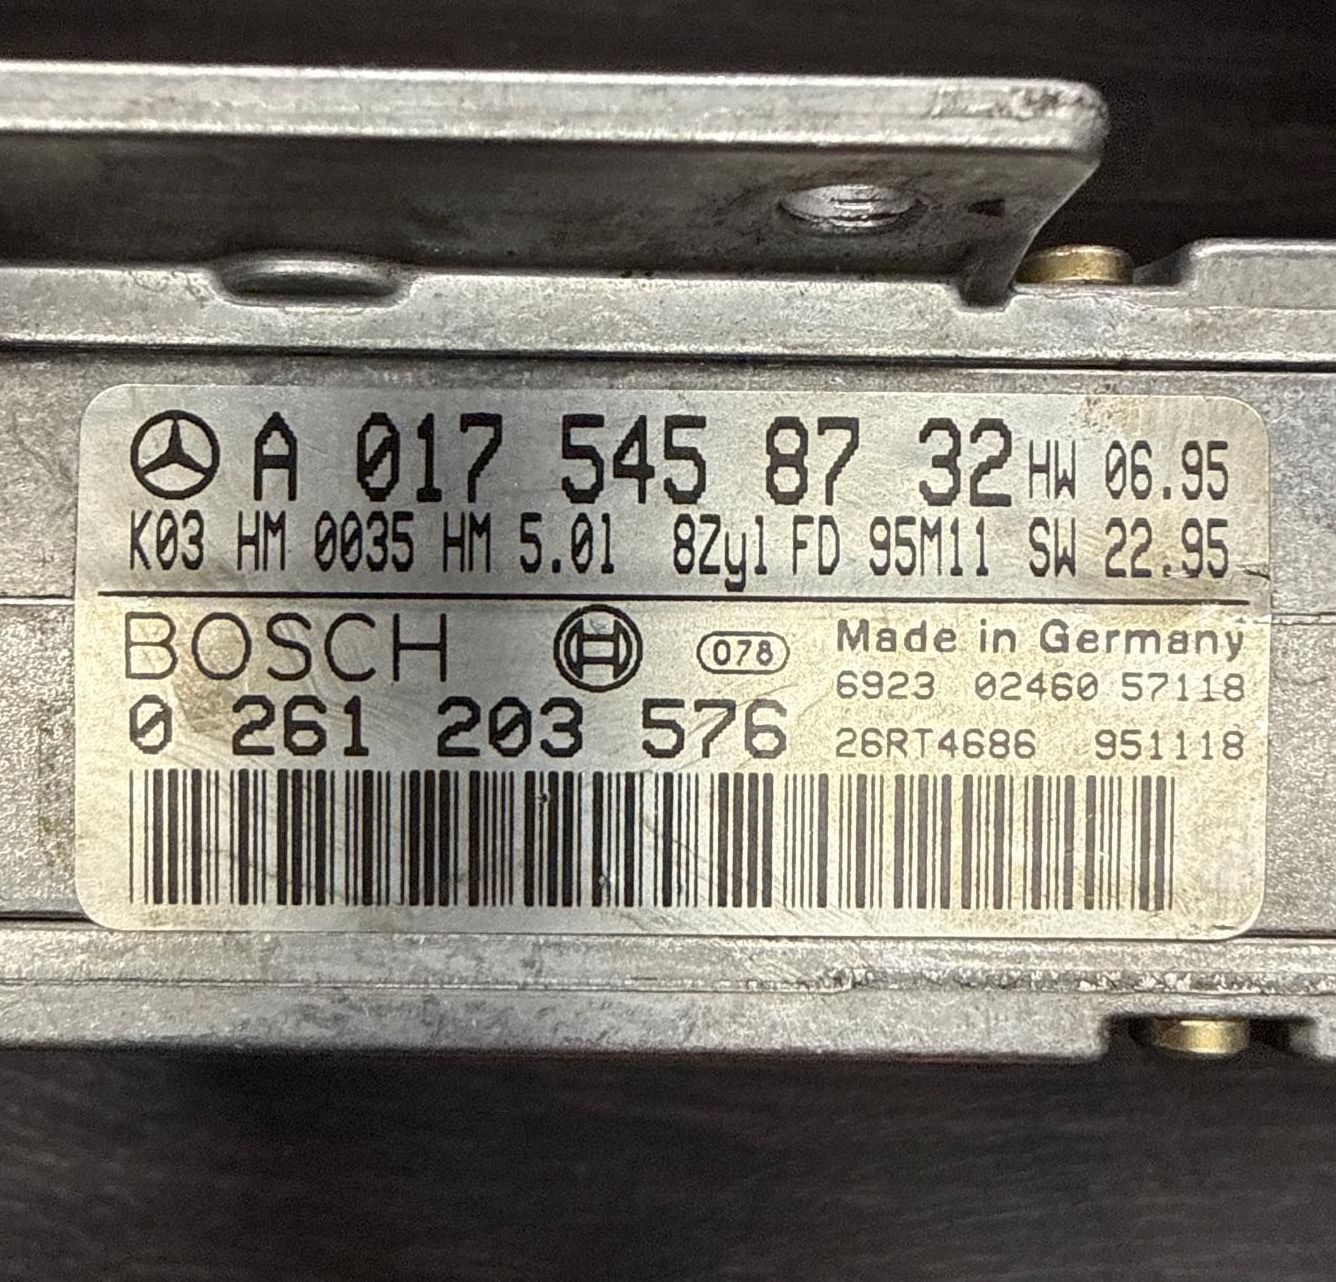 A 017 545 87 32 HW 06.95
K03 HM 0035 HM 5.0l 8Zyl FD 95M11 SW 22.95
BOSCH 078 Made in Germany
6923 02460 57118
0 261 203 576 26RT4686 951118